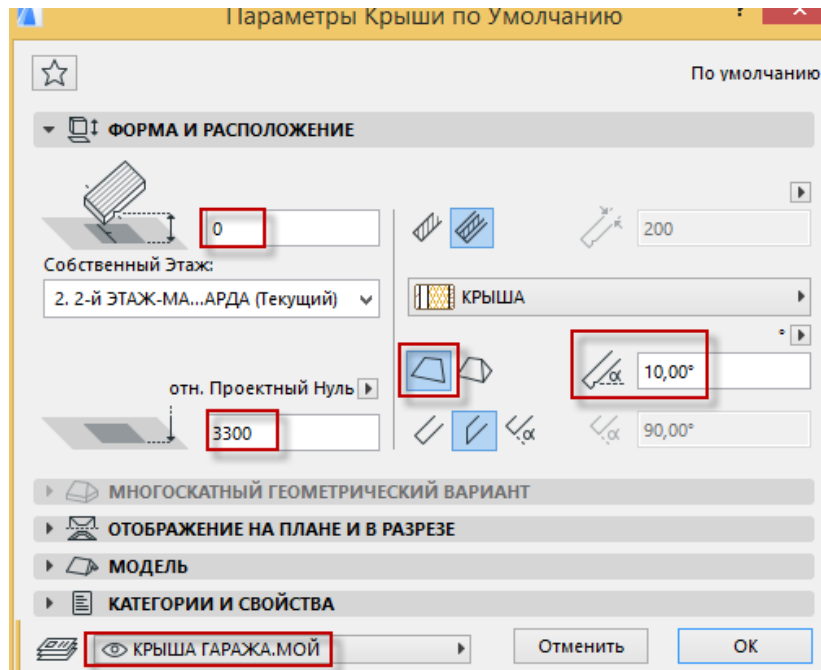 Параметры Крыши по Умолчанию ? ×
По умолчанию
ФОРМА И РАСПОЛОЖЕНИЕ
0
200
Собственный Этаж:
2. 2-й ЭТАЖ-МА...АРДА (Текущий)
КРЫША
°
отн. Проектный Нуль
α 10,00°
3300
α α 90,00°
МНОГОСКАТНЫЙ ГЕОМЕТРИЧЕСКИЙ ВАРИАНТ
ОТОБРАЖЕНИЕ НА ПЛАНЕ И В РАЗРЕЗЕ
МОДЕЛЬ
КАТЕГОРИИ И СВОЙСТВА
КРЫША ГАРАЖА.МОЙ
Отменить
ОК